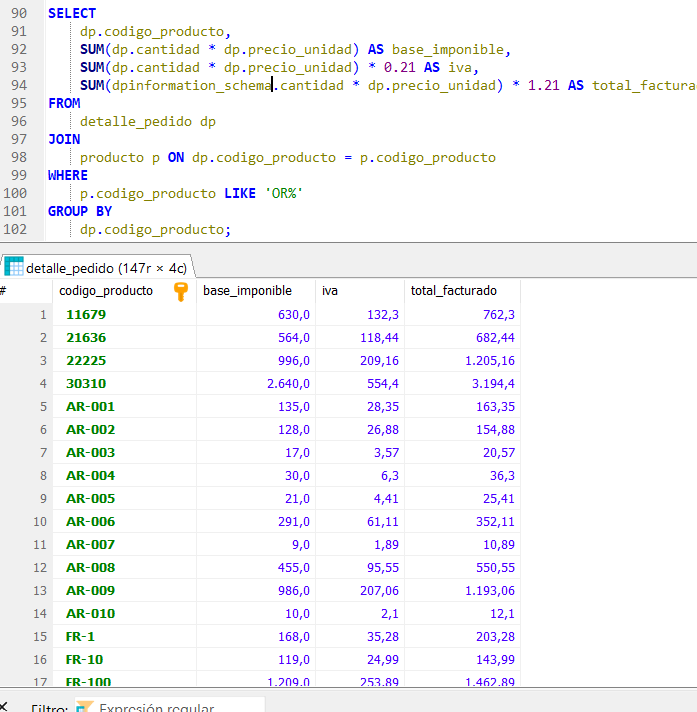 90 SELECT
91 dp.codigo_producto,
92 SUM(dp.cantidad * dp.precio_unidad) AS base_imponible,
93 SUM(dp.cantidad * dp.precio_unidad) * 0.21 AS iva,
94 SUM(dpinformation_schema.cantidad * dp.precio_unidad) * 1.21 AS total_factura
95 FROM
96 detalle_pedido dp
97 JOIN
98 producto p ON dp.codigo_producto = p.codigo_producto
99 WHERE
100 p.codigo_producto LIKE 'OR%'
101 GROUP BY
102 dp.codigo_producto;
detalle_pedido (147r × 4c)
# codigo_producto base_imponible iva total_facturado
1 11679 630,0 132,3 762,3
2 21636 564,0 118,44 682,44
3 22225 996,0 209,16 1.205,16
4 30310 2.640,0 554,4 3.194,4
5 AR-001 135,0 28,35 163,35
6 AR-002 128,0 26,88 154,88
7 AR-003 17,0 3,57 20,57
8 AR-004 30,0 6,3 36,3
9 AR-005 21,0 4,41 25,41
10 AR-006 291,0 61,11 352,11
11 AR-007 9,0 1,89 10,89
12 AR-008 455,0 95,55 550,55
13 AR-009 986,0 207,06 1.193,06
14 AR-010 10,0 2,1 12,1
15 FR-1 168,0 35,28 203,28
16 FR-10 119,0 24,99 143,99
17 FR-100 1.209,0 253,89 1.462,89
Filtro: Expresión regular